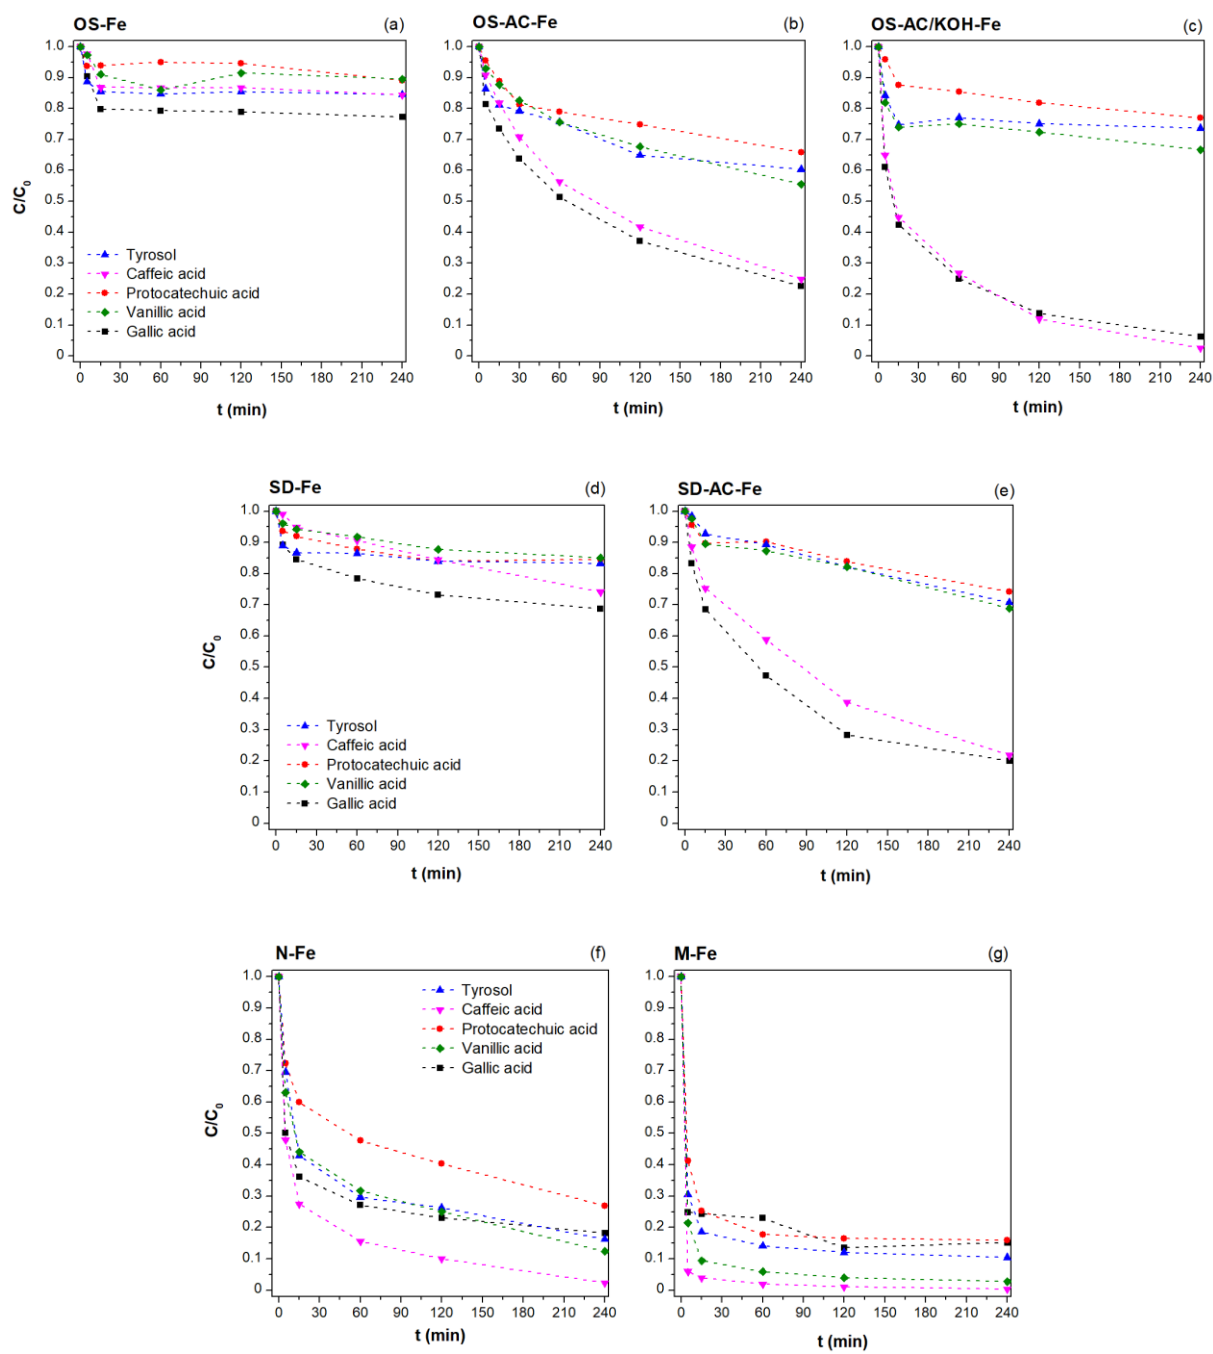 OS-Fe (a)
1.0
0.9
0.8
0.7
0.6
0.5
0.4
0.3
0.2
0.1
0
C/C0
Tyrosol
Caffeic acid
Protocatechuic acid
Vanillic acid
Gallic acid
0 30 60 90 120 150 180 210 240
t (min)
OS-AC-Fe (b)
1.0
0.9
0.8
0.7
0.6
0.5
0.4
0.3
0.2
0.1
0
0 30 60 90 120 150 180 210 240
t (min)
OS-AC/KOH-Fe (c)
1.0
0.9
0.8
0.7
0.6
0.5
0.4
0.3
0.2
0.1
0
0 30 60 90 120 150 180 210 240
t (min)
SD-Fe (d)
1.0
0.9
0.8
0.7
0.6
0.5
0.4
0.3
0.2
0.1
0
C/C0
Tyrosol
Caffeic acid
Protocatechuic acid
Vanillic acid
Gallic acid
0 30 60 90 120 150 180 210 240
t (min)
SD-AC-Fe (e)
1.0
0.9
0.8
0.7
0.6
0.5
0.4
0.3
0.2
0.1
0
0 30 60 90 120 150 180 210 240
t (min)
N-Fe (f)
1.0
0.9
0.8
0.7
0.6
0.5
0.4
0.3
0.2
0.1
0
C/C0
Tyrosol
Caffeic acid
Protocatechuic acid
Vanillic acid
Gallic acid
0 30 60 90 120 150 180 210 240
t (min)
M-Fe (g)
1.0
0.9
0.8
0.7
0.6
0.5
0.4
0.3
0.2
0.1
0
0 30 60 90 120 150 180 210 240
t (min)